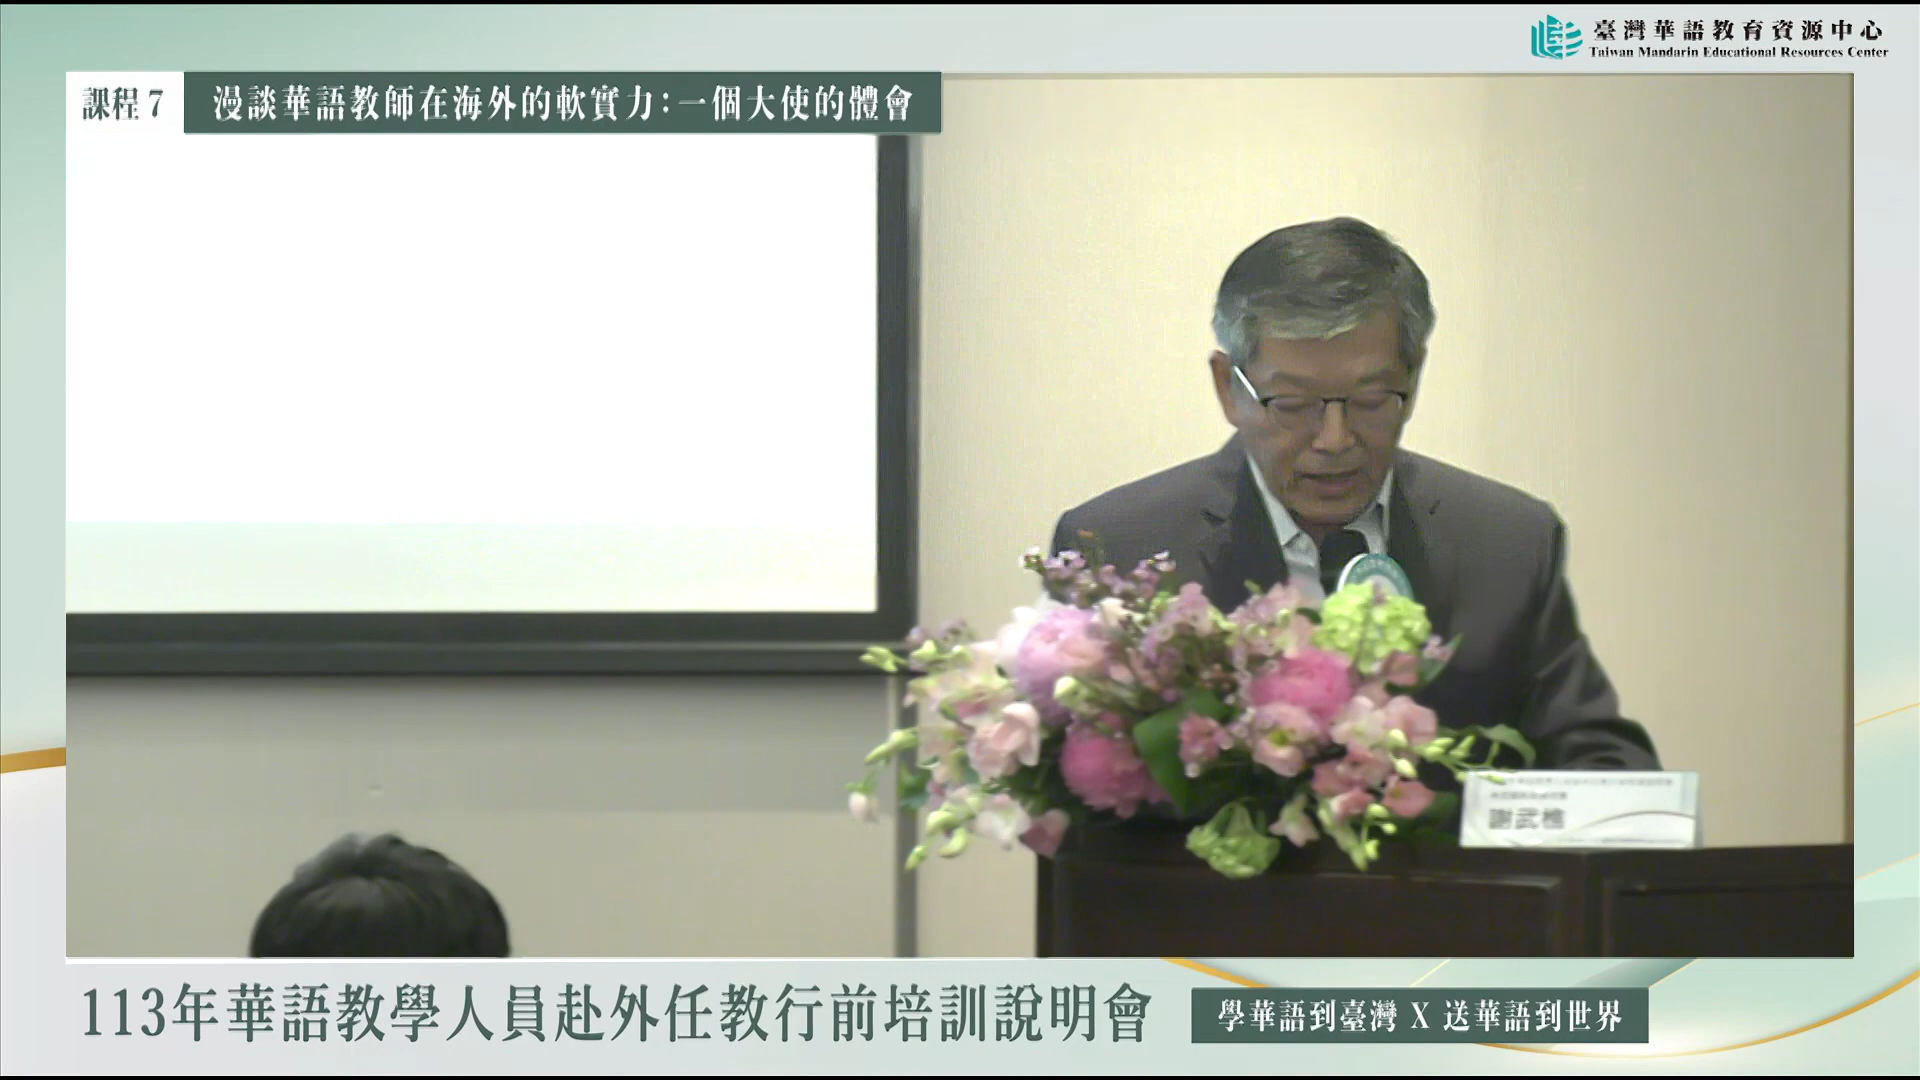 臺灣華語教育資源中心
Taiwan Mandarin Educational Resources Center
課程 7
漫談華語教師在海外的軟實力:一個大使的體會
謝武樵
113年華語教學人員赴外任教行前培訓說明會
學華語到臺灣 X 送華語到世界